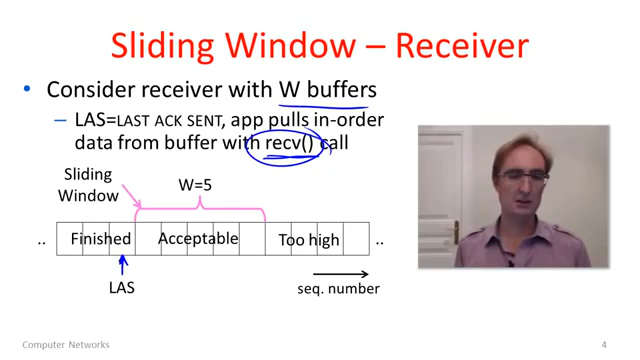 Sliding Window – Receiver
• Consider receiver with W buffers
– LAS=LAST ACK SENT, app pulls in-order
data from buffer with recv() call
Sliding
Window
W=5
.. Finished Acceptable Too high ..
LAS
seq. number
Computer Networks
4